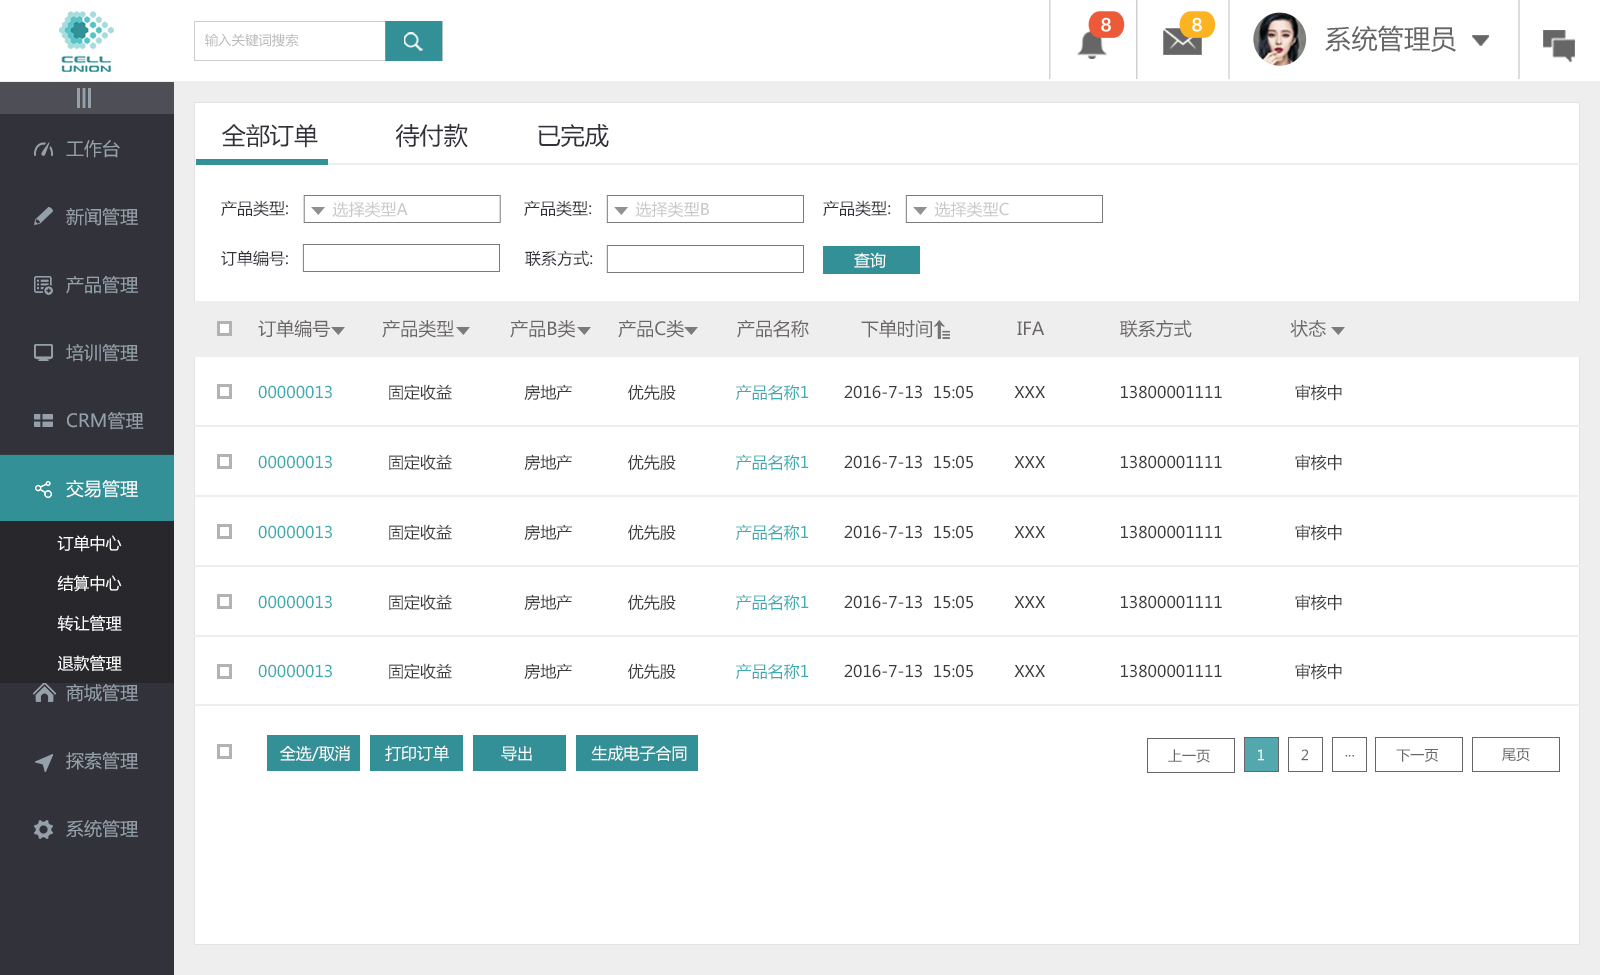 CELL
UNION
输入关键词搜索
8
8
系统管理员
工作台
新闻管理
产品管理
培训管理
CRM管理
交易管理
订单中心
结算中心
转让管理
退款管理
商城管理
探索管理
系统管理
全部订单 待付款 已完成
产品类型: 选择类型A 产品类型: 选择类型B 产品类型: 选择类型C
订单编号: 联系方式: 查询
订单编号 产品类型 产品B类 产品C类 产品名称 下单时间 IFA 联系方式 状态
00000013 固定收益 房地产 优先股 产品名称1 2016-7-13 15:05 XXX 13800001111 审核中
00000013 固定收益 房地产 优先股 产品名称1 2016-7-13 15:05 XXX 13800001111 审核中
00000013 固定收益 房地产 优先股 产品名称1 2016-7-13 15:05 XXX 13800001111 审核中
00000013 固定收益 房地产 优先股 产品名称1 2016-7-13 15:05 XXX 13800001111 审核中
00000013 固定收益 房地产 优先股 产品名称1 2016-7-13 15:05 XXX 13800001111 审核中
全选/取消 打印订单 导出 生成电子合同 上一页 1 2 ... 下一页 尾页